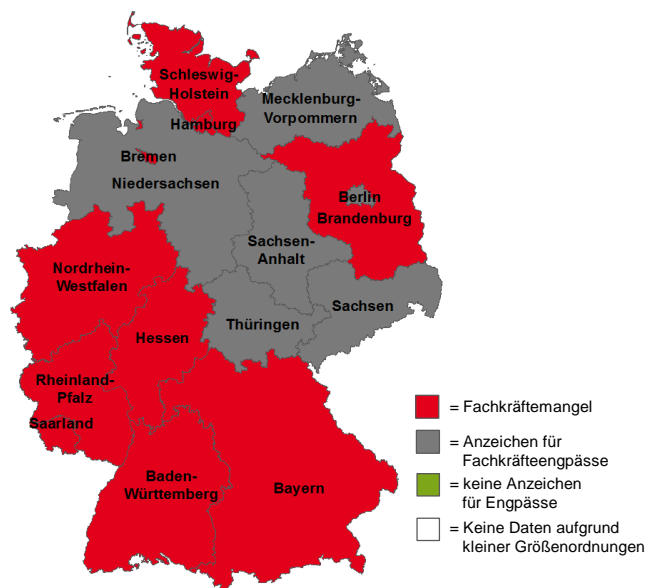 Schleswig-
Holstein
Mecklenburg-
Vorpommern
Hamburg
Bremen
Niedersachsen
Berlin
Brandenburg
Sachsen-
Anhalt
Nordrhein-
Westfalen
Sachsen
Thüringen
Hessen
Rheinland-
Pfalz
Saarland
Baden-
Württemberg
Bayern
= Fachkräftemangel
= Anzeichen für
Fachkräfteengpässe
= keine Anzeichen
für Engpässe
= Keine Daten aufgrund
kleiner Größenordnungen